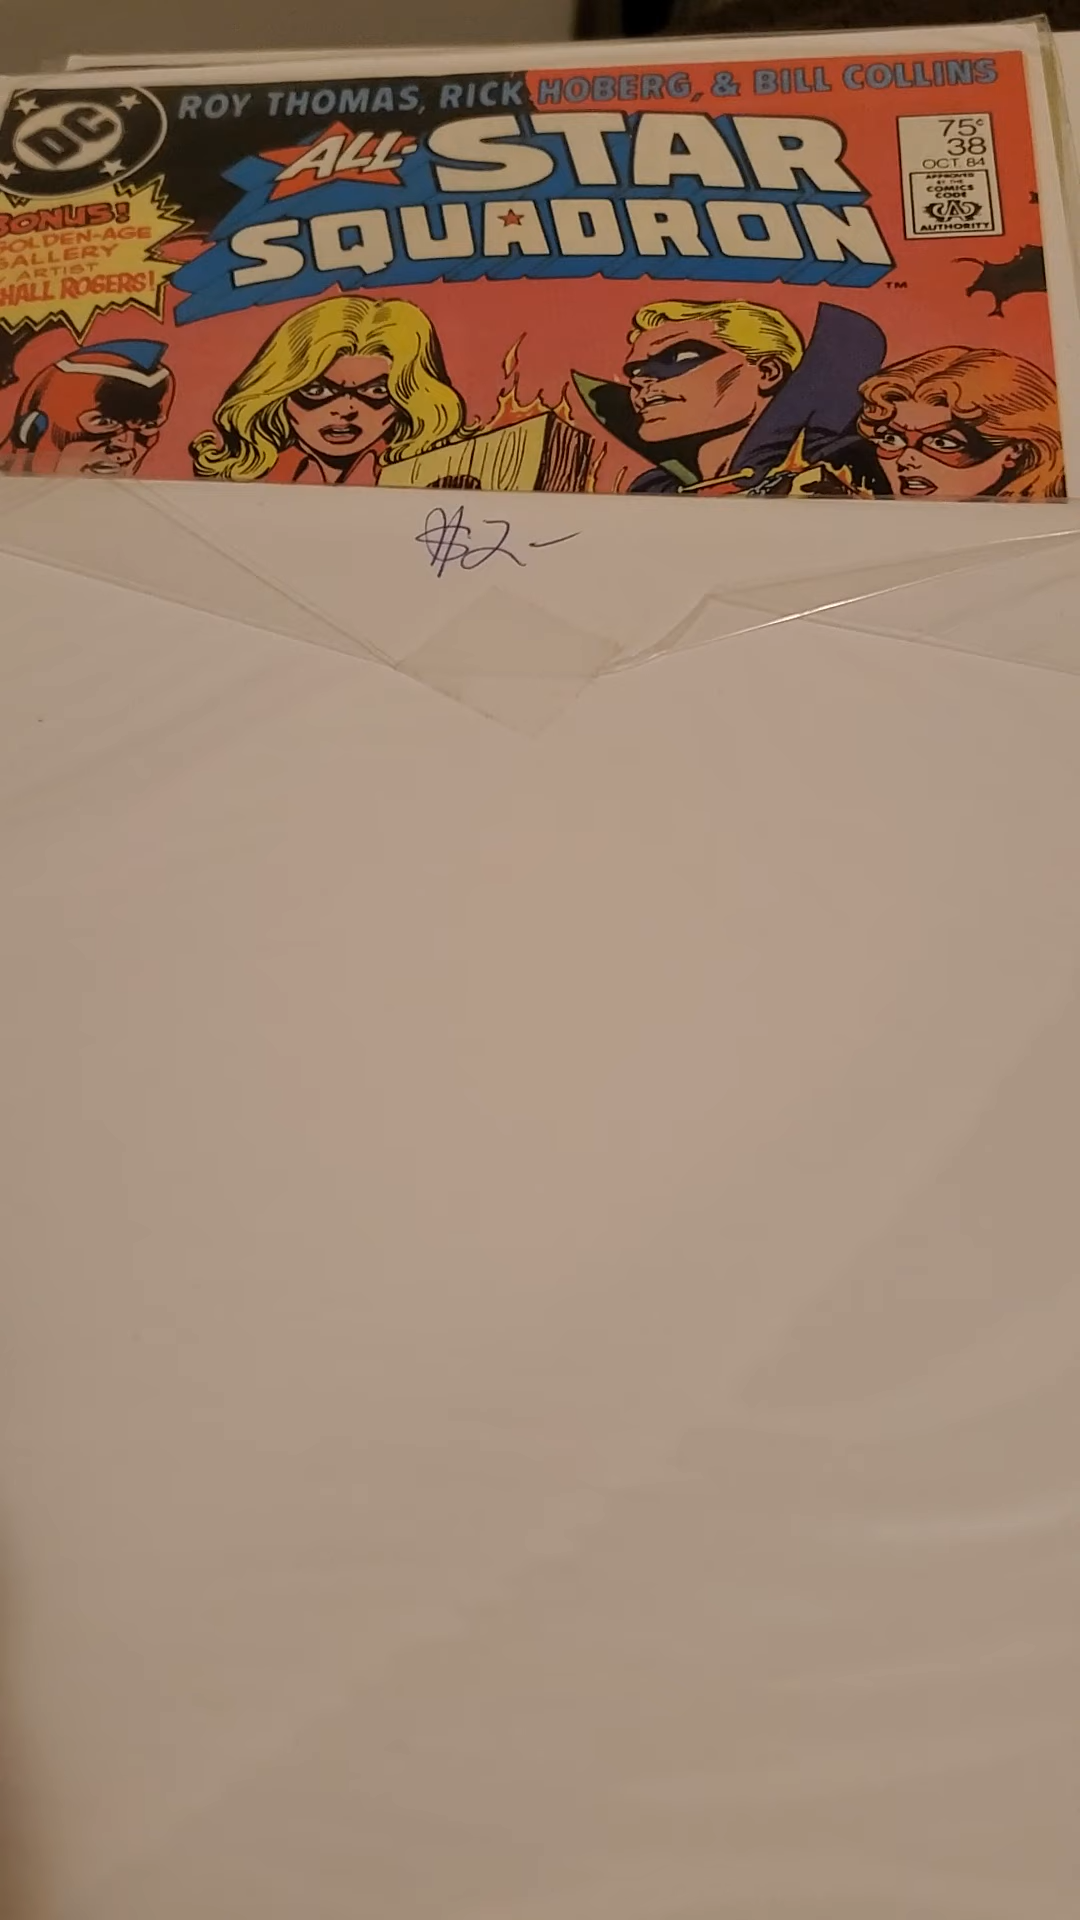 ROY THOMAS, RICK HOBERG, & BILL COLLINS
DC
ALL-STAR
SQUADRON
TM
75¢
38
OCT. 84
APPROVED
BY THE
COMICS
CODE
CA
AUTHORITY
BONUS!
GOLDEN-AGE
GALLERY
ARTIST
HALL ROGERS!
$2-